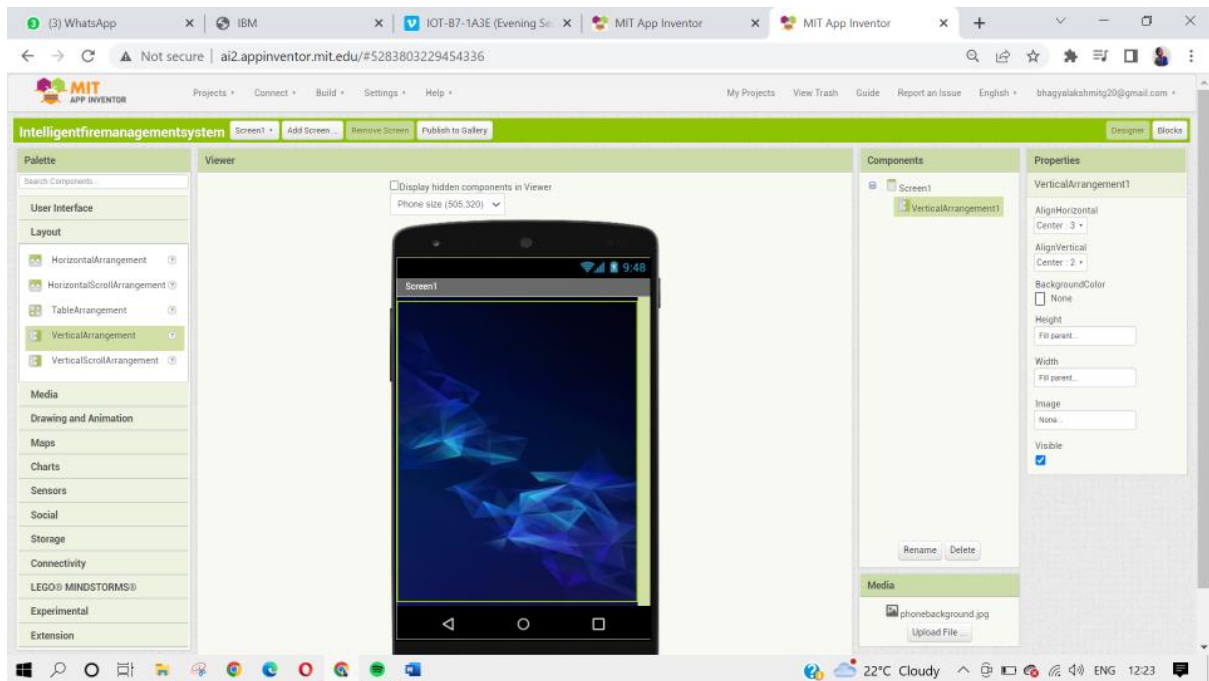 (3) WhatsApp
IBM
IOT-B7-1A3E (Evening Se
MIT App Inventor
MIT App Inventor
Not secure | ai2.appinventor.mit.edu/#5283803229454336
MIT
APP INVENTOR
Projects
Connect
Build
Settings
Help
My Projects
View Trash
Guide
Report an Issue
English
bhagyalakshmitg20@gmail.com
Intelligentfiremanagementsystem
Screen1
Add Screen ...
Remove Screen
Publish to Gallery
Designer
Blocks
Palette
Search Components...
User Interface
Layout
HorizontalArrangement
HorizontalScrollArrangement
TableArrangement
VerticalArrangement
VerticalScrollArrangement
Media
Drawing and Animation
Maps
Charts
Sensors
Social
Storage
Connectivity
LEGO® MINDSTORMS®
Experimental
Extension
Viewer
Display hidden components in Viewer
Phone size (505,320)
9:48
Screen1
Components
Screen1
VerticalArrangement1
Rename
Delete
Media
phonebackground.jpg
Upload File ...
Properties
VerticalArrangement1
AlignHorizontal
Center : 3
AlignVertical
Center : 2
BackgroundColor
None
Height
Fill parent...
Width
Fill parent...
Image
None...
Visible
22°C Cloudy
ENG
12:23